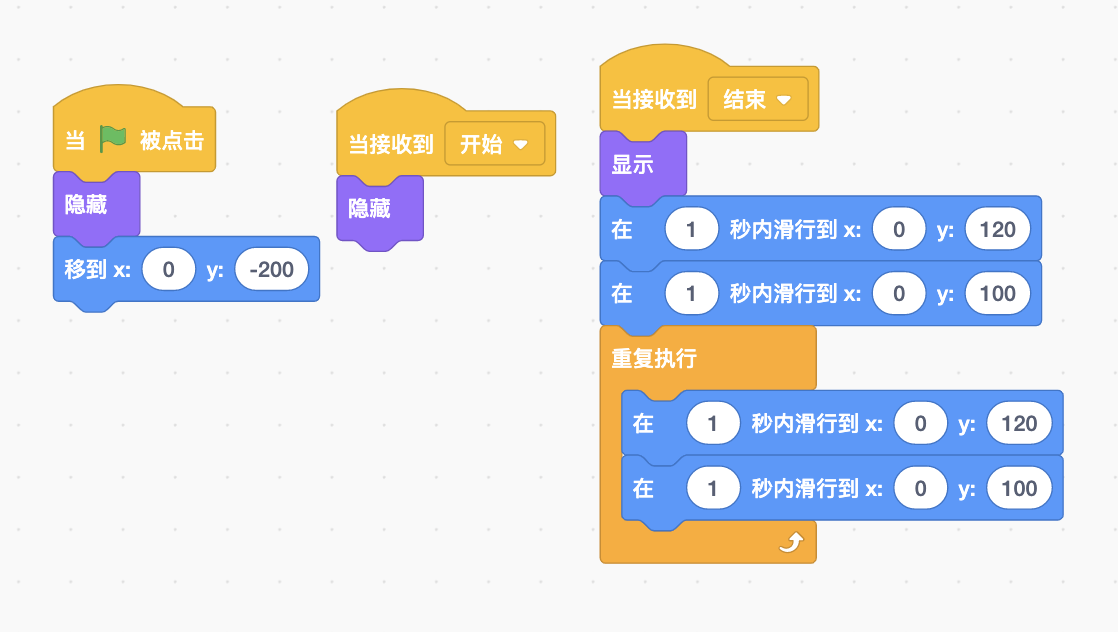 当 被点击
隐藏
移到 x: 0 y: -200
当接收到 开始
隐藏
当接收到 结束
显示
在 1 秒内滑行到 x: 0 y: 120
在 1 秒内滑行到 x: 0 y: 100
重复执行
在 1 秒内滑行到 x: 0 y: 120
在 1 秒内滑行到 x: 0 y: 100